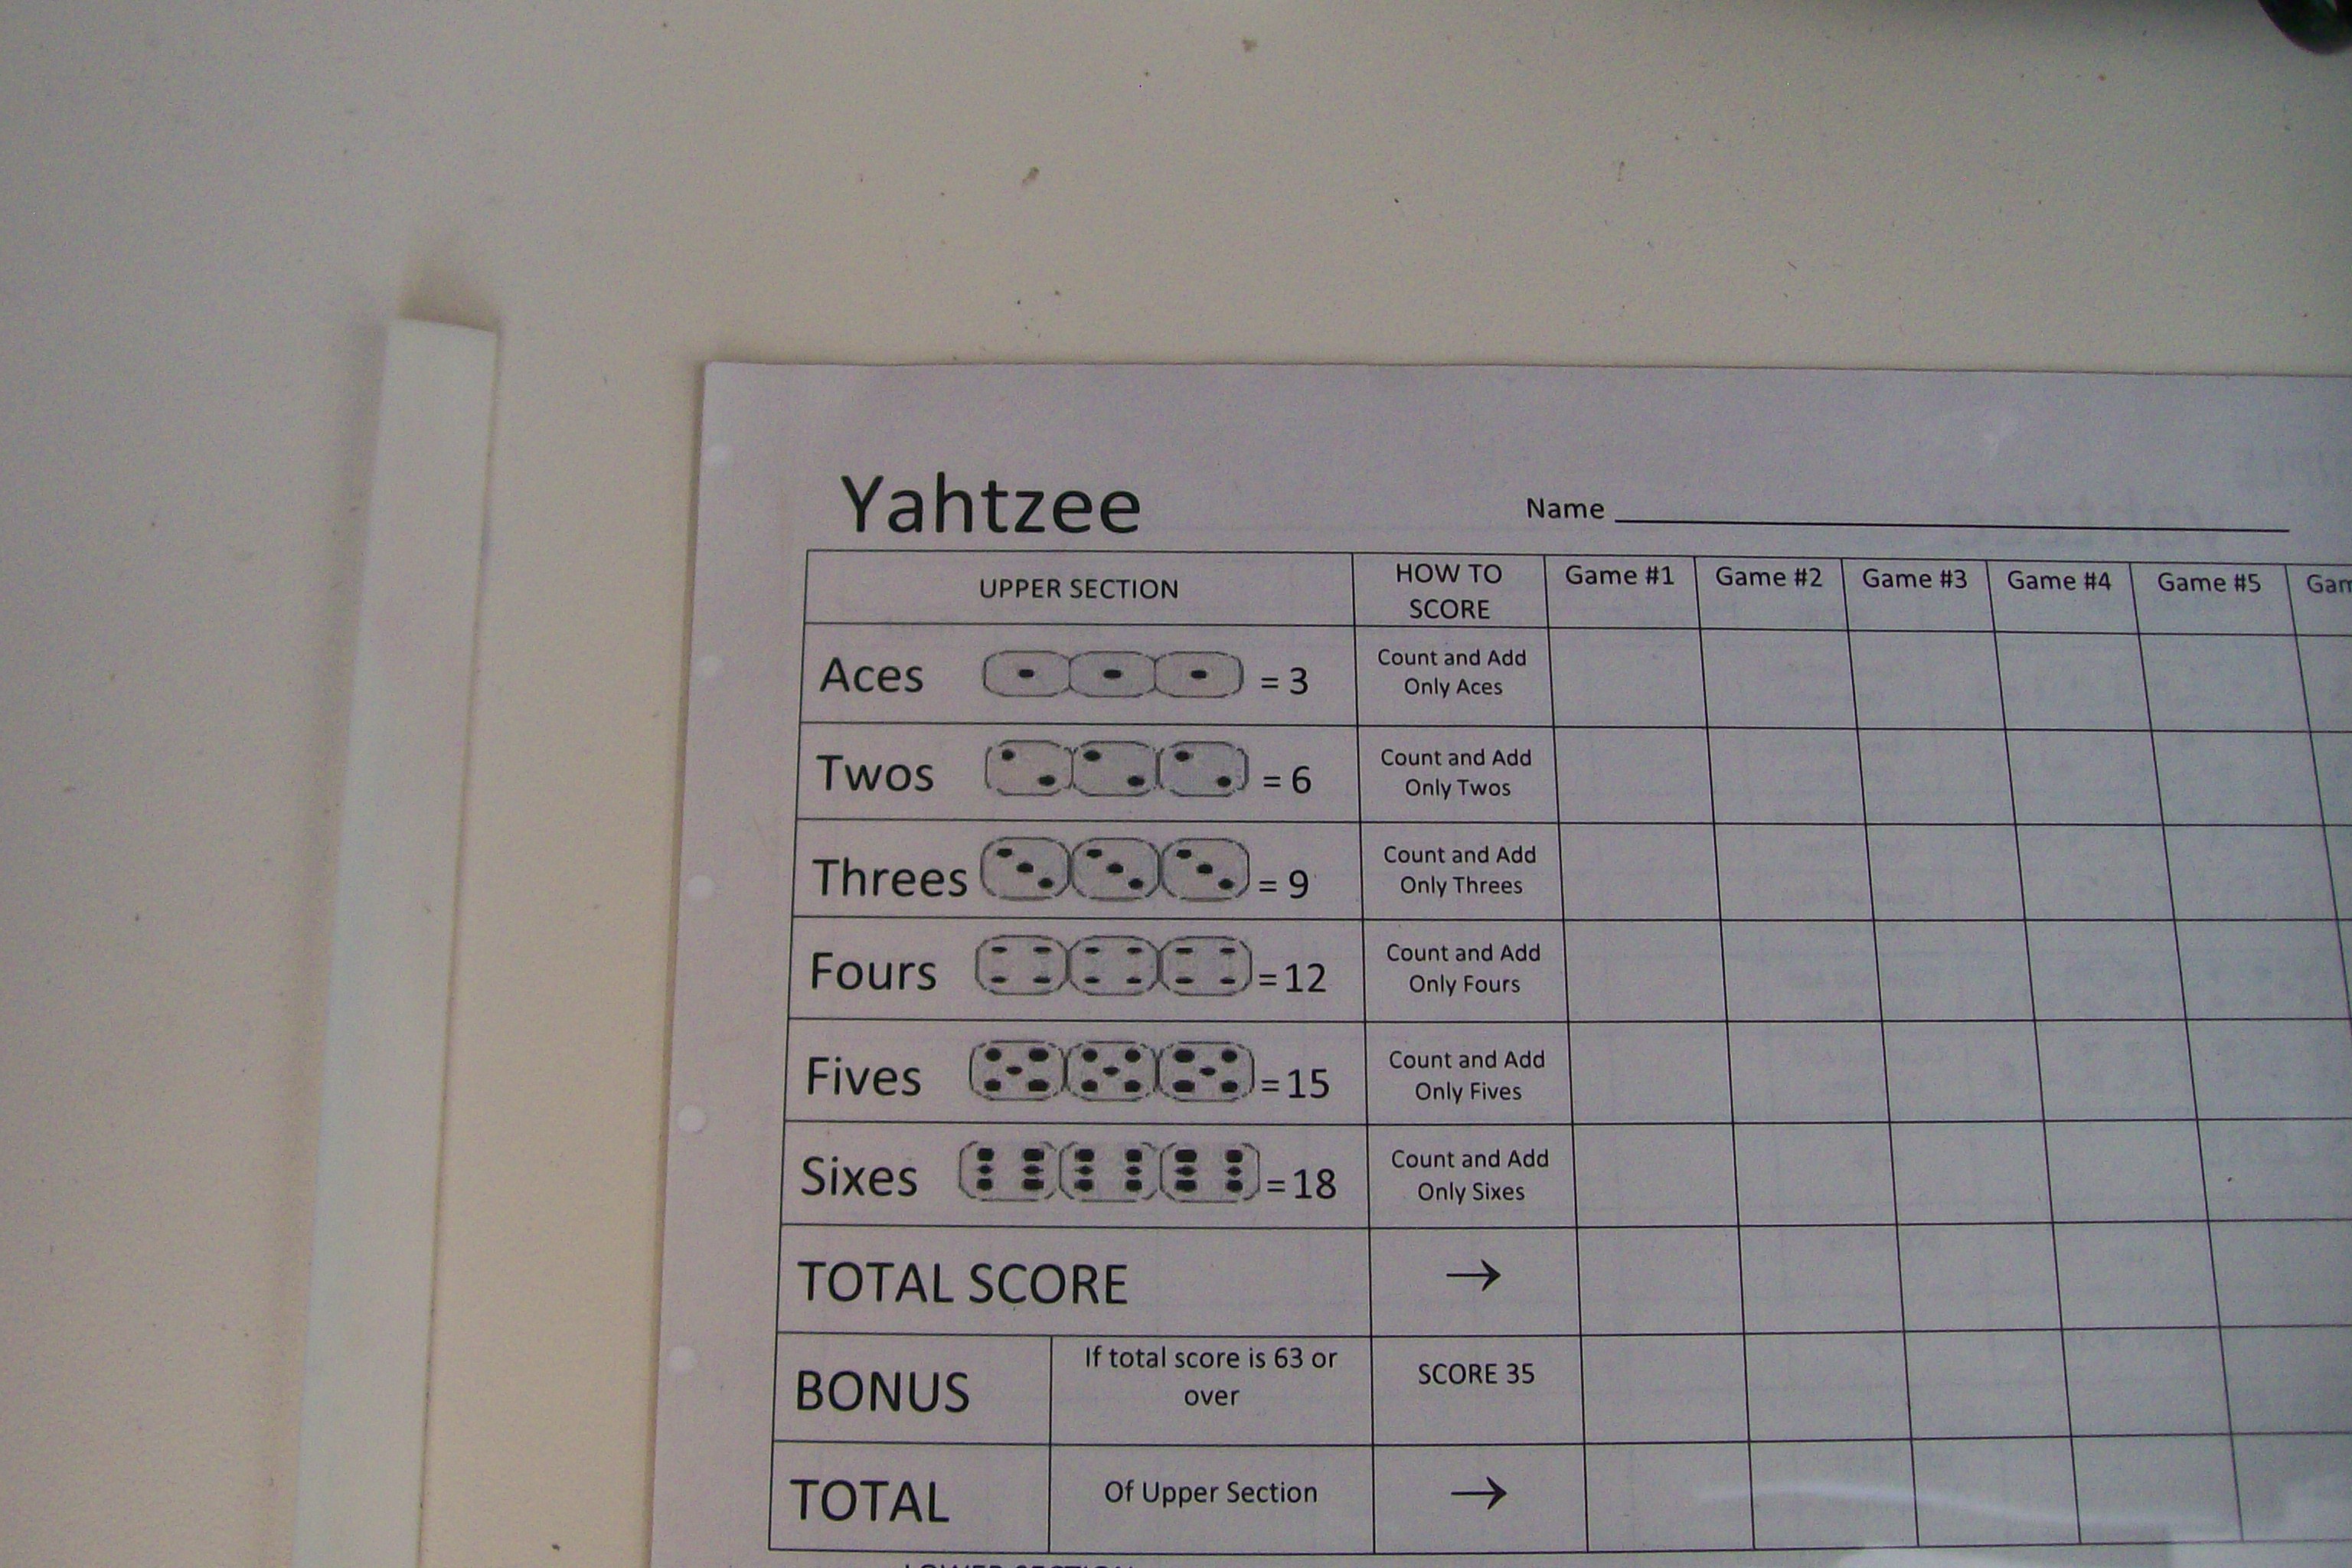 Yahtzee
Name
UPPER SECTION
HOW TO SCORE
Game #1
Game #2
Game #3
Game #4
Game #5
Aces = 3
Count and Add
Only Aces
Twos = 6
Count and Add
Only Twos
Threes = 9
Count and Add
Only Threes
Fours = 12
Count and Add
Only Fours
Fives = 15
Count and Add
Only Fives
Sixes = 18
Count and Add
Only Sixes
TOTAL SCORE →
BONUS
If total score is 63 or
over
SCORE 35
TOTAL
Of Upper Section
→
LOWER SECTION